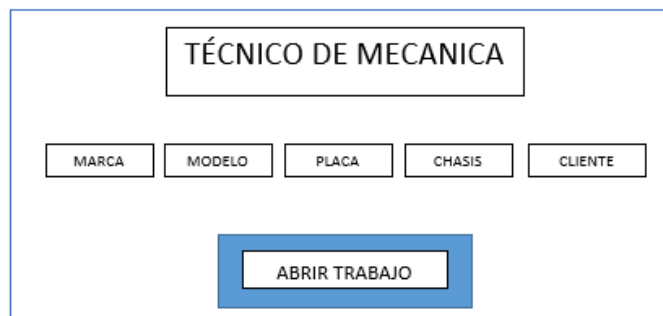 TÉCNICO DE MECANICA
MARCA MODELO PLACA CHASIS CLIENTE
ABRIR TRABAJO